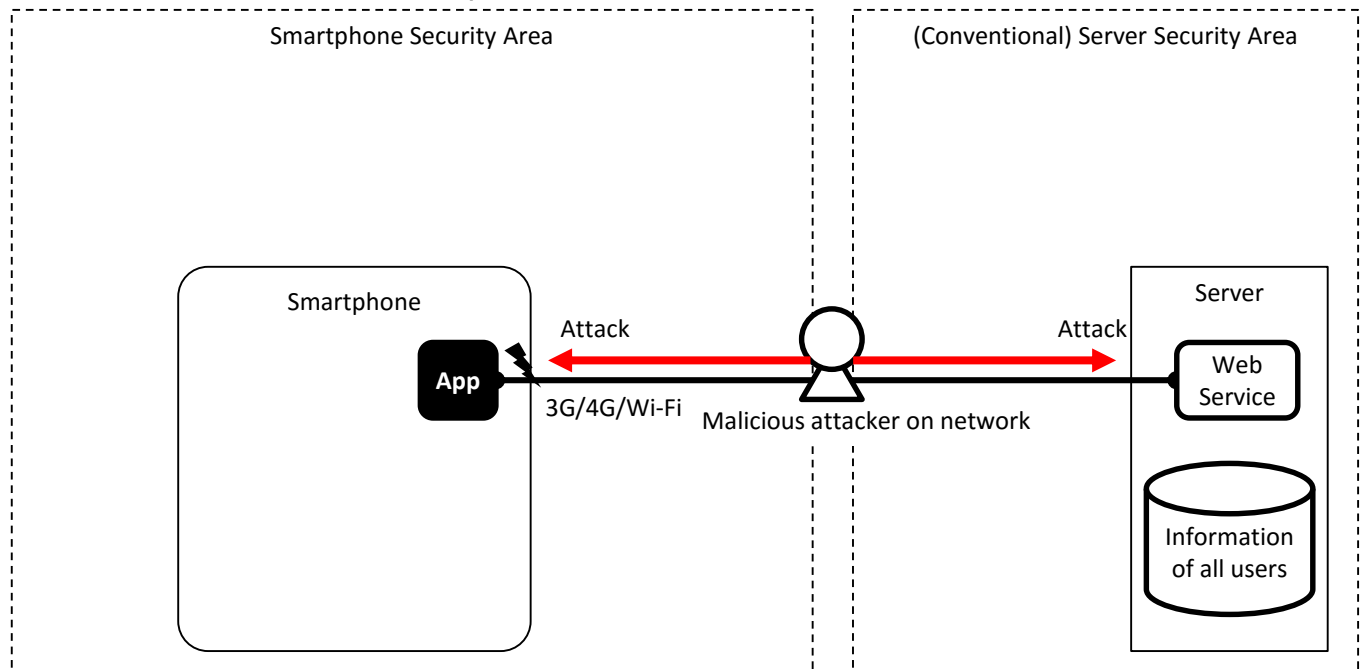 Smartphone Security Area
(Conventional) Server Security Area
Smartphone
Server
Attack
Attack
App
Web
Service
3G/4G/Wi-Fi
Malicious attacker on network
Information
of all users